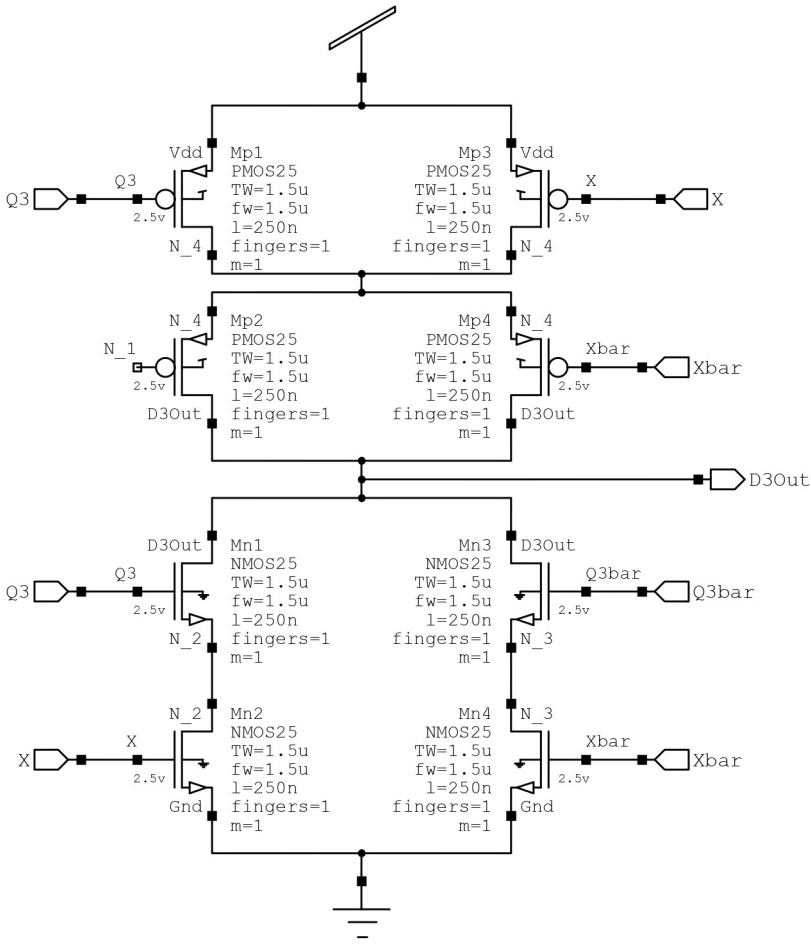 Vdd Mp1 Mp3 Vdd
PMOS25 PMOS25
Q3 Q3 TW=1.5u TW=1.5u X X
2.5v fw=1.5u fw=1.5u 2.5v
l=250n l=250n
N_4 fingers=1 fingers=1 N_4
m=1 m=1
N_4 Mp2 Mp4 N_4
PMOS25 PMOS25
N_1 TW=1.5u TW=1.5u Xbar Xbar
2.5v fw=1.5u fw=1.5u 2.5v
l=250n l=250n
D3Out fingers=1 fingers=1 D3Out
m=1 m=1
D3Out
D3Out Mn1 Mn3 D3Out
NMOS25 NMOS25
Q3 Q3 TW=1.5u TW=1.5u Q3bar Q3bar
2.5v fw=1.5u fw=1.5u 2.5v
l=250n l=250n
N_2 fingers=1 fingers=1 N_3
m=1 m=1
N_2 Mn2 Mn4 N_3
NMOS25 NMOS25
X X TW=1.5u TW=1.5u Xbar Xbar
2.5v fw=1.5u fw=1.5u 2.5v
l=250n l=250n
Gnd fingers=1 fingers=1 Gnd
m=1 m=1